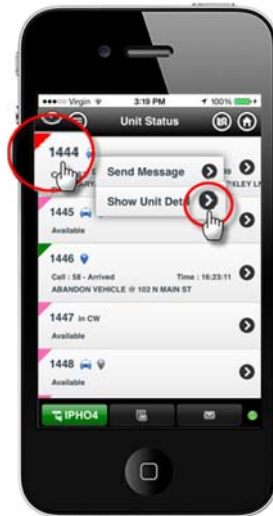 Virgin 3:19 PM 100%
Unit Status
1444
Send Message
Show Unit Det
1445
Available
1446
Call : 58 - Arrived Time : 16:23:11
ABANDON VEHICLE @ 102 N MAIN ST
1447 in CW
Available
1448
Available
IPHO4